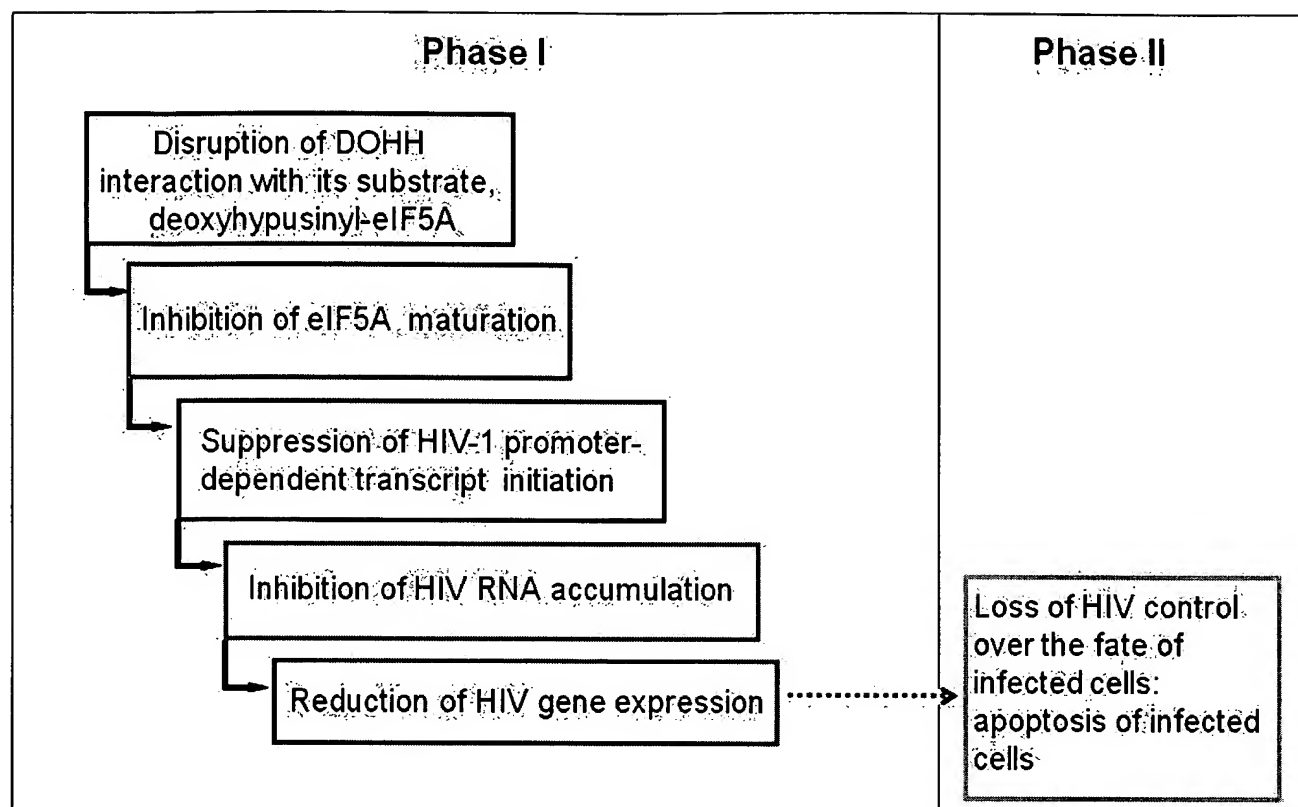 Phase I
Phase II
Disruption of DOHH
interaction with its substrate,
deoxyhypusinyl-eIF5A
Inhibition of eIF5A maturation
Suppression of HIV-1 promoter-
dependent transcript initiation
Inhibition of HIV RNA accumulation
Reduction of HIV gene expression
Loss of HIV control
over the fate of
infected cells:
apoptosis of infected
cells